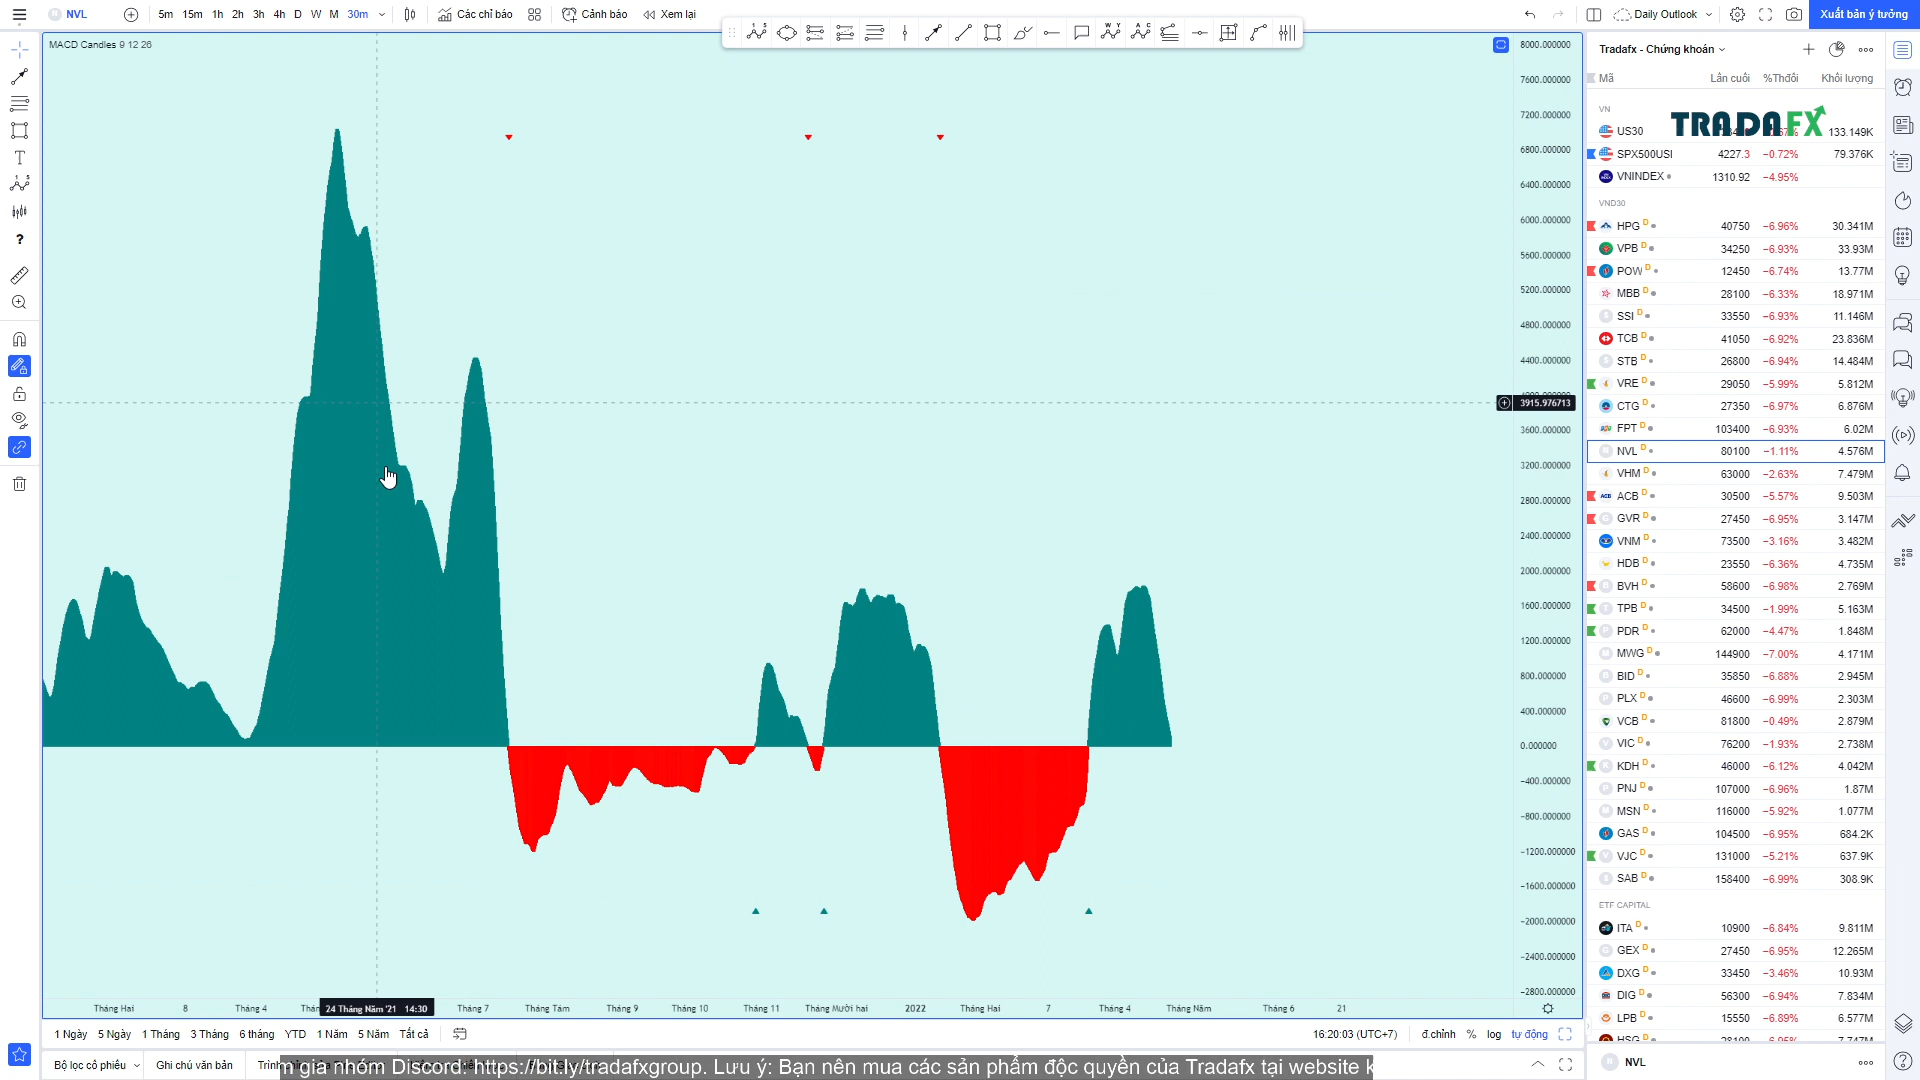 NVL
5m 15m 1h 2h 3h 4h D W M 30m
Các chỉ báo
Cảnh báo
Xem lại
Daily Outlook
Xuất bản ý tưởng
MACD Candles 9 12 26
8000.000000
7600.000000
7200.000000
6800.000000
6400.000000
6000.000000
5600.000000
5200.000000
4800.000000
4400.000000
3915.976713
3600.000000
3200.000000
2800.000000
2400.000000
2000.000000
1600.000000
1200.000000
800.000000
400.000000
0.000000
−400.000000
−800.000000
−1200.000000
−1600.000000
−2000.000000
−2400.000000
−2800.000000
Tháng Hai 8 Tháng 4 24 Tháng Năm '21 14:30 Tháng 7 Tháng Tám Tháng 9 Tháng 10 Tháng 11 Tháng Mười hai 2022 Tháng Hai 7 Tháng 4 Tháng Năm Tháng 6 21
1 Ngày 5 Ngày 1 Tháng 3 Tháng 6 tháng YTD 1 Năm 5 Năm Tất cả
16:20:03 (UTC+7) đ.chỉnh % log tự động
Bộ lọc cổ phiếu Ghi chú văn bản
gia nhóm Discord: https://bit.ly/tradafxgroup. Lưu ý: Bạn nên mua các sản phẩm độc quyền của Tradafx tại website
Tradafx - Chứng khoán
Mã Lần cuối %Thđổi Khối lượng
VN
TRADAFX
US30 133.149K
SPX500USD 4227.3 −0.72% 79.376K
VNINDEX 1310.92 −4.95%
VND30
HPG D 40750 −6.96% 30.341M
VPB D 34250 −6.93% 33.93M
POW D 12450 −6.74% 13.77M
MBB D 28100 −6.33% 18.971M
SSI D 33550 −6.93% 11.146M
TCB D 41050 −6.92% 23.836M
STB D 26800 −6.94% 14.484M
VRE D 29050 −5.99% 5.812M
CTG D 27350 −6.97% 6.876M
FPT D 103400 −6.93% 6.02M
NVL D 80100 −1.11% 4.576M
VHM D 63000 −2.63% 7.479M
ACB D 30500 −5.57% 9.503M
GVR D 27450 −6.95% 3.147M
VNM D 73500 −3.16% 3.482M
HDB D 23550 −6.36% 4.735M
BVH D 58600 −6.98% 2.769M
TPB D 34500 −1.99% 5.163M
PDR D 62000 −4.47% 1.848M
MWG D 144900 −7.00% 4.171M
BID D 35850 −6.88% 2.945M
PLX D 46600 −6.99% 2.303M
VCB D 81800 −0.49% 2.879M
VIC D 76200 −1.93% 2.738M
KDH D 46000 −6.12% 4.042M
PNJ D 107000 −6.96% 1.87M
MSN D 116000 −5.92% 1.077M
GAS D 104500 −6.95% 684.2K
VJC D 131000 −5.21% 637.9K
SAB D 158400 −6.99% 308.9K
ETF CAPITAL
ITA D 10900 −6.84% 9.811M
GEX D 27450 −6.95% 12.265M
DXG D 33450 −3.46% 10.93M
DIG D 56300 −6.94% 7.834M
LPB D 15550 −6.89% 6.577M
HSG D 28100 −6.95% 7.747M
NVL